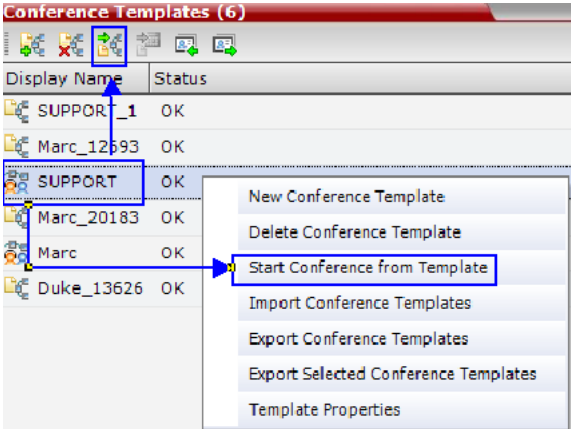 Conference Templates (6)
Display Name Status
SUPPORT_1 OK
Marc_12693 OK
SUPPORT OK
Marc_20183 OK
Marc OK
Duke_13626 OK
New Conference Template
Delete Conference Template
Start Conference from Template
Import Conference Templates
Export Conference Templates
Export Selected Conference Templates
Template Properties